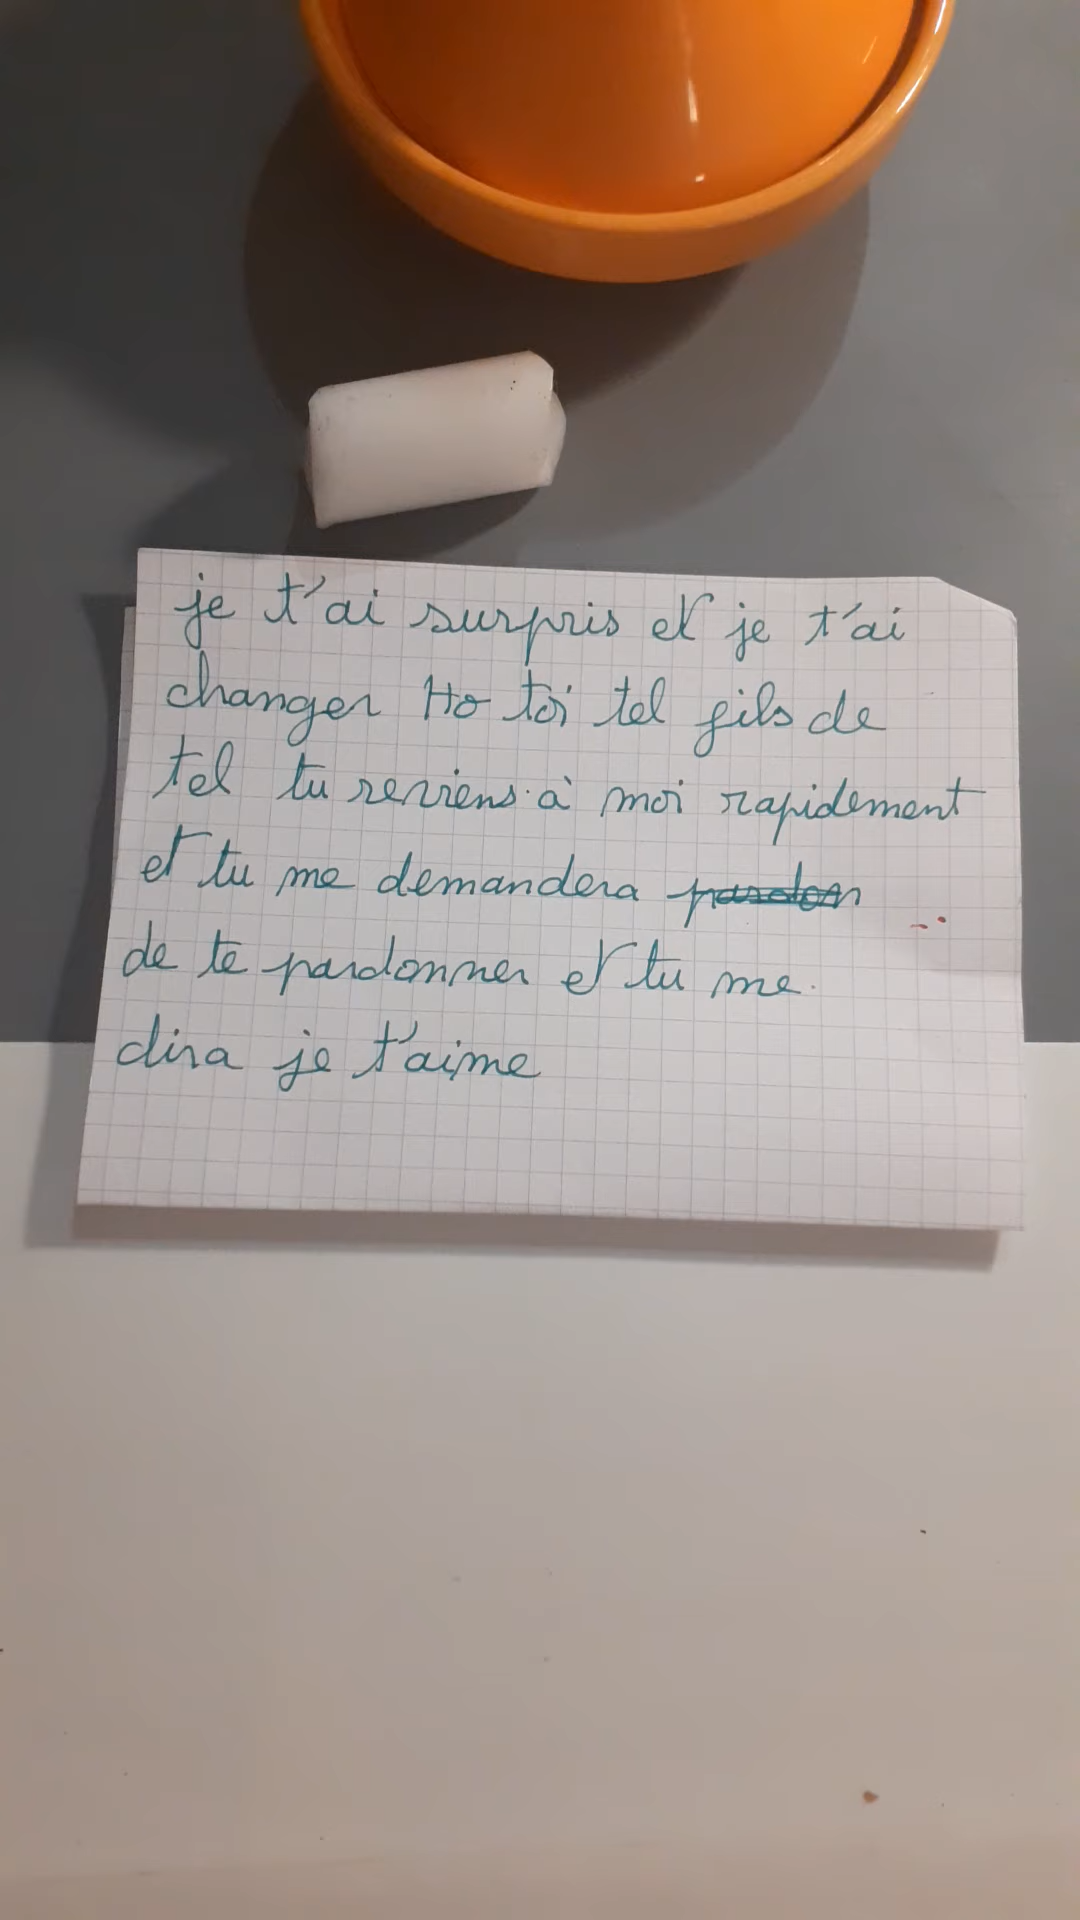 je t'ai surpris et je t'ai
changer Ho toi tel fils de
tel tu reviens à moi rapidement
et tu me demandera pardon
de te pardonner et tu me
dira je t'aime